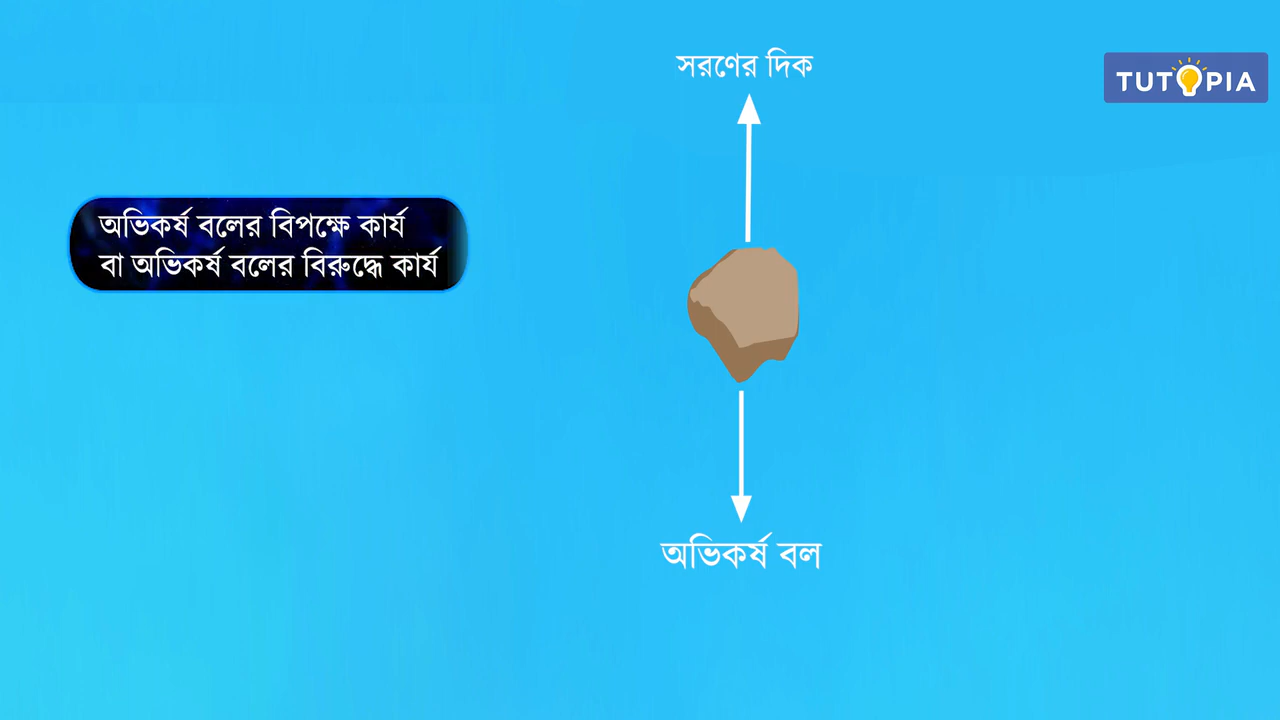 সরণের দিক
TUTOPIA
অভিকর্ষ বলের বিপক্ষে কার্য
বা অভিকর্ষ বলের বিরুদ্ধে কার্য
অভিকর্ষ বল